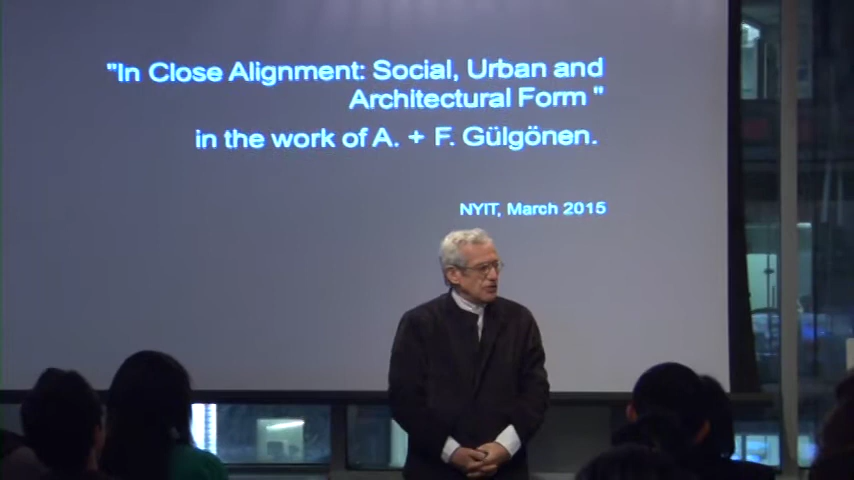 "In Close Alignment: Social, Urban and
Architectural Form "
in the work of A. + F. Gülgönen.
NYIT, March 2015